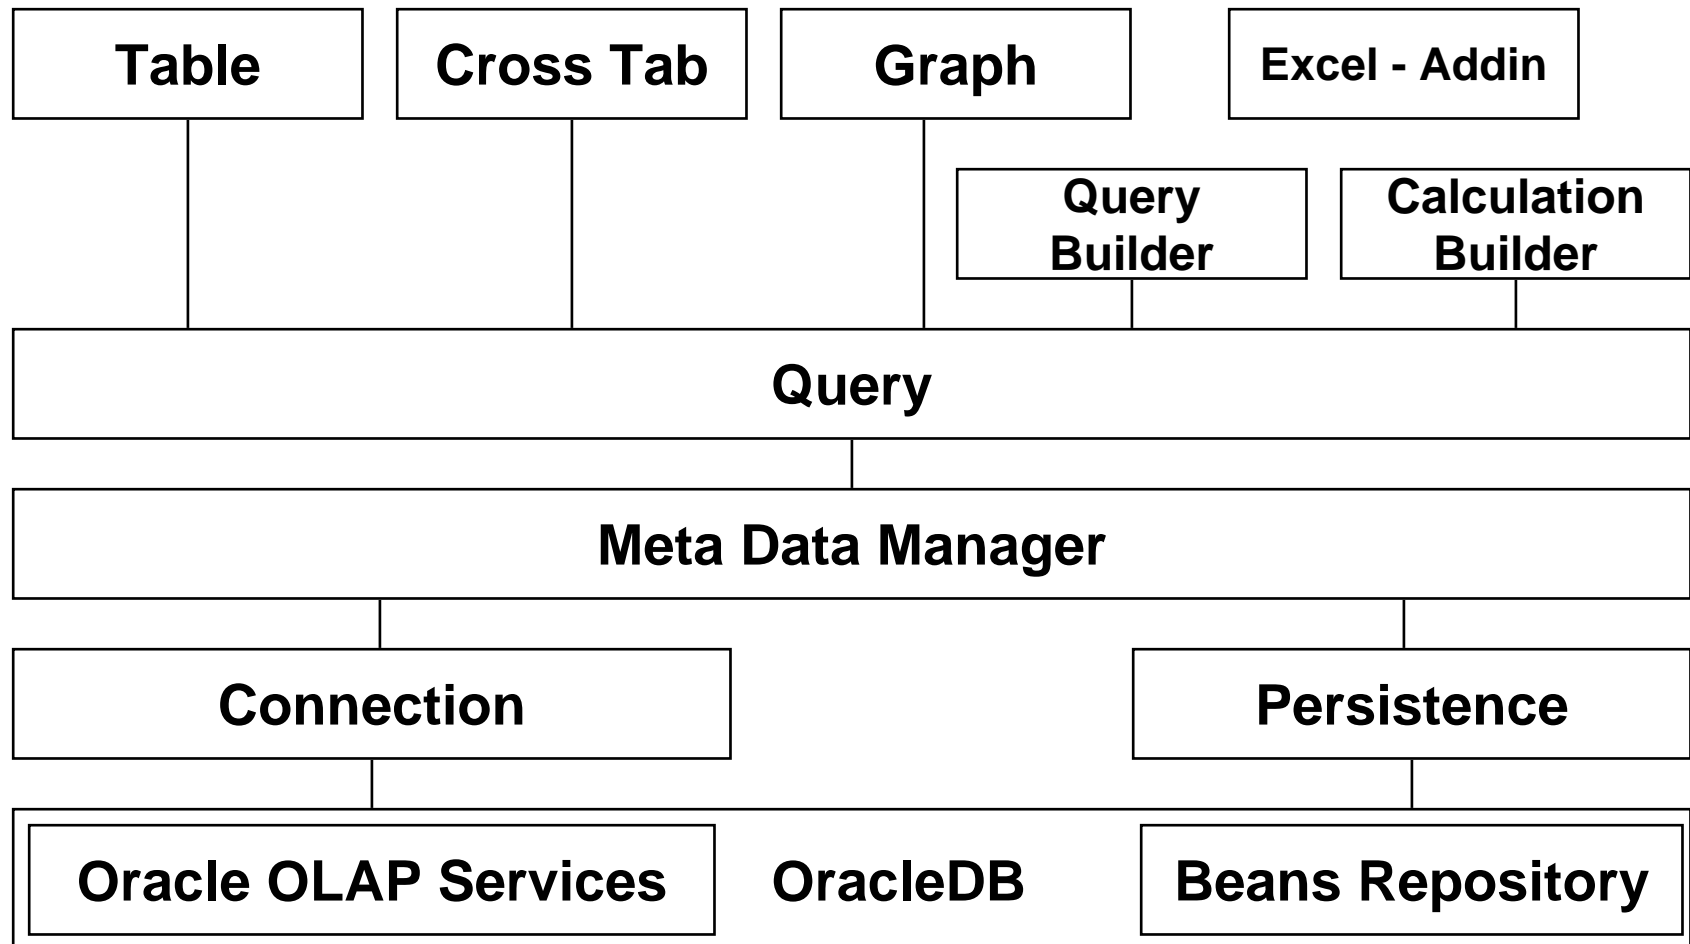 Table
Cross Tab
Graph
Excel - Addin
Query
Builder
Calculation
Builder
Query
Meta Data Manager
Connection
Persistence
Oracle OLAP Services
OracleDB
Beans Repository